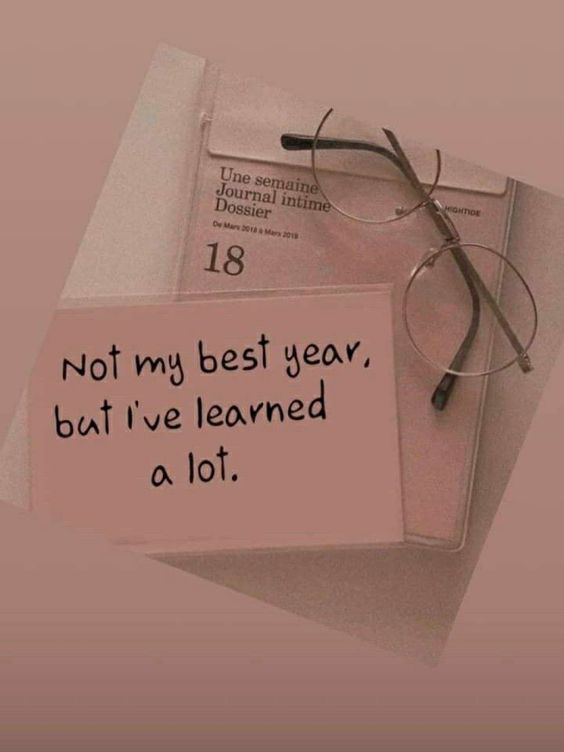 Une semaine
Journal intime
Dossier
De Mars 2018 à Mars 2019
18
HIGHTIDE
Not my best year,
but I've learned
a lot.